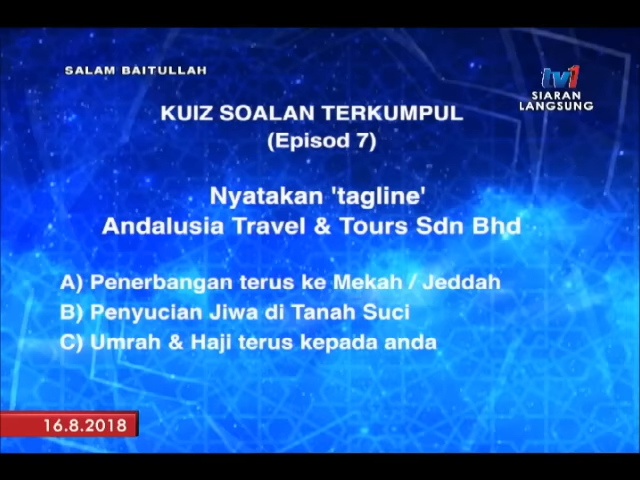 SALAM BAITULLAH
tv1
SIARAN
LANGSUNG
KUIZ SOALAN TERKUMPUL
(Episod 7)
Nyatakan 'tagline'
Andalusia Travel & Tours Sdn Bhd
A) Penerbangan terus ke Mekah / Jeddah
B) Penyucian Jiwa di Tanah Suci
C) Umrah & Haji terus kepada anda
16.8.2018